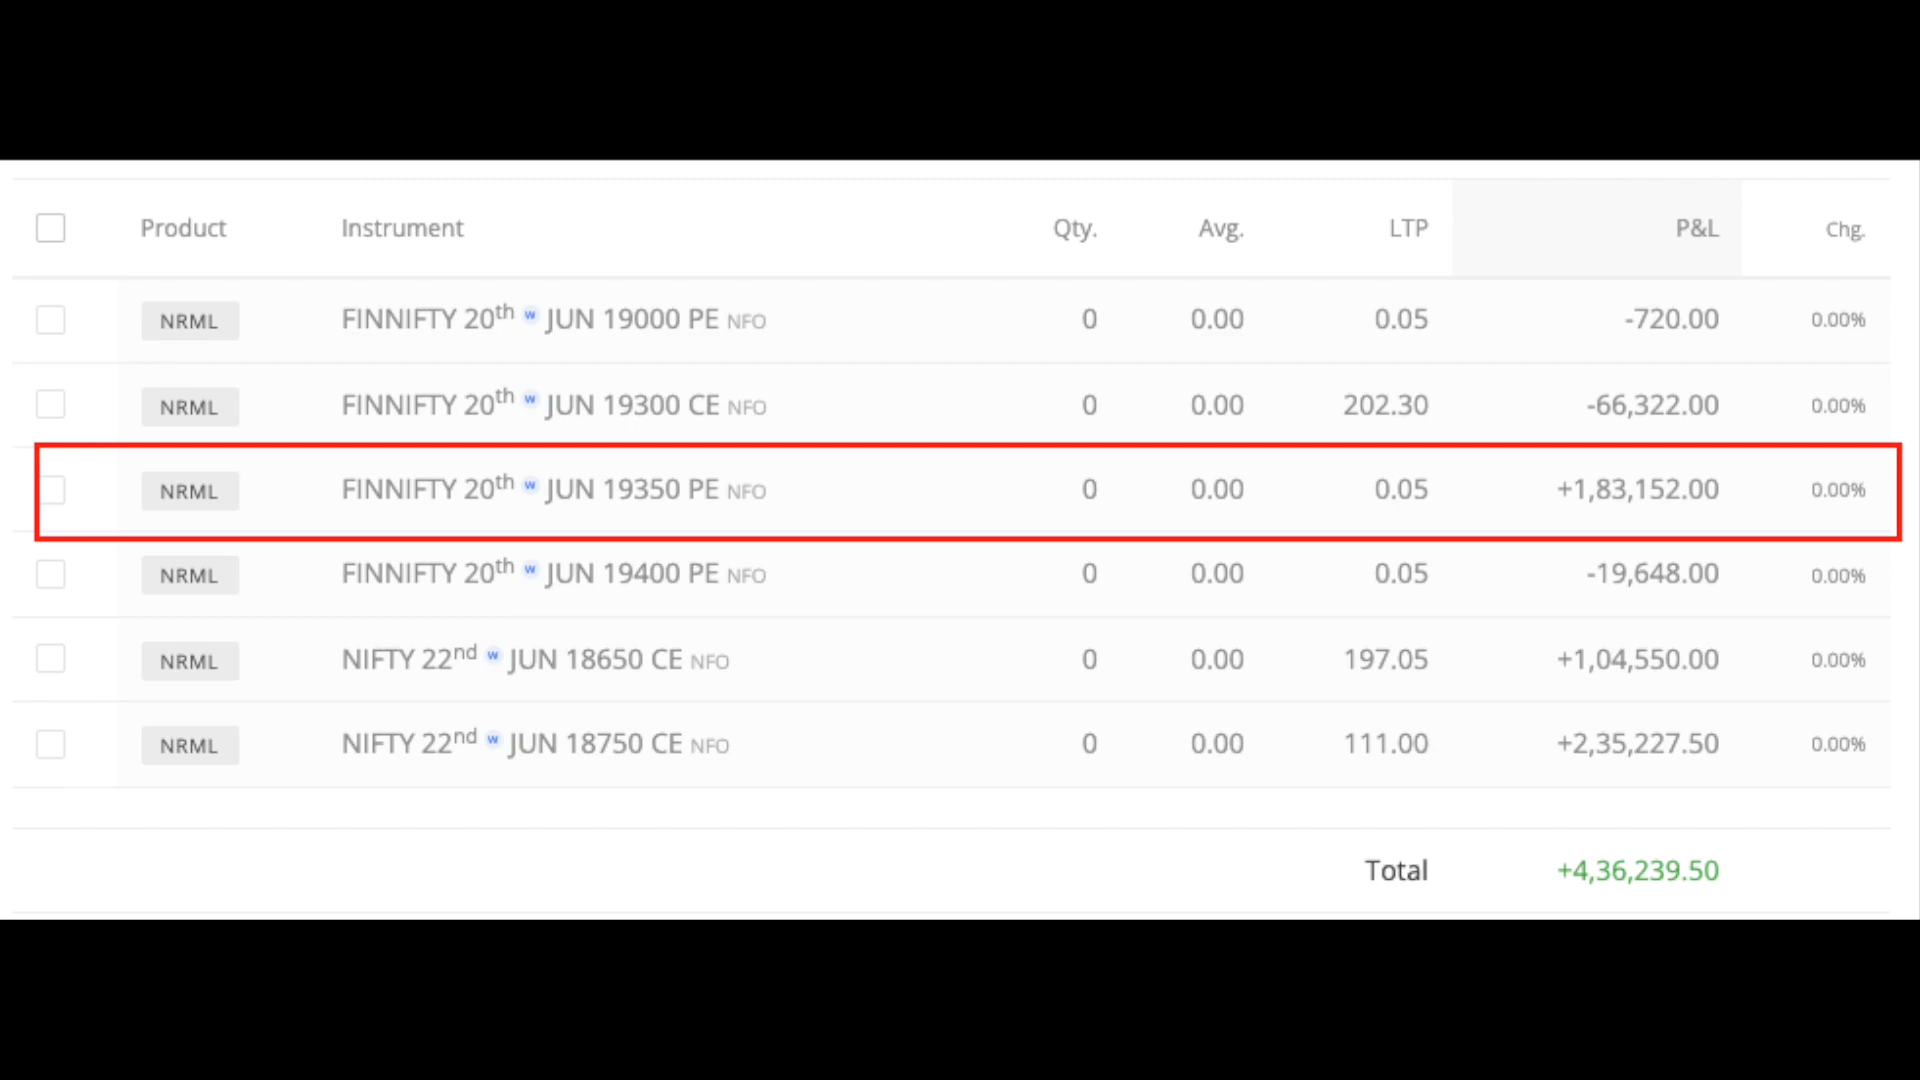 Product Instrument Qty. Avg. LTP P&L Chg.
NRML FINNIFTY 20th w JUN 19000 PE NFO 0 0.00 0.05 -720.00 0.00%
NRML FINNIFTY 20th w JUN 19300 CE NFO 0 0.00 202.30 -66,322.00 0.00%
NRML FINNIFTY 20th w JUN 19350 PE NFO 0 0.00 0.05 +1,83,152.00 0.00%
NRML FINNIFTY 20th w JUN 19400 PE NFO 0 0.00 0.05 -19,648.00 0.00%
NRML NIFTY 22nd w JUN 18650 CE NFO 0 0.00 197.05 +1,04,550.00 0.00%
NRML NIFTY 22nd w JUN 18750 CE NFO 0 0.00 111.00 +2,35,227.50 0.00%
Total +4,36,239.50